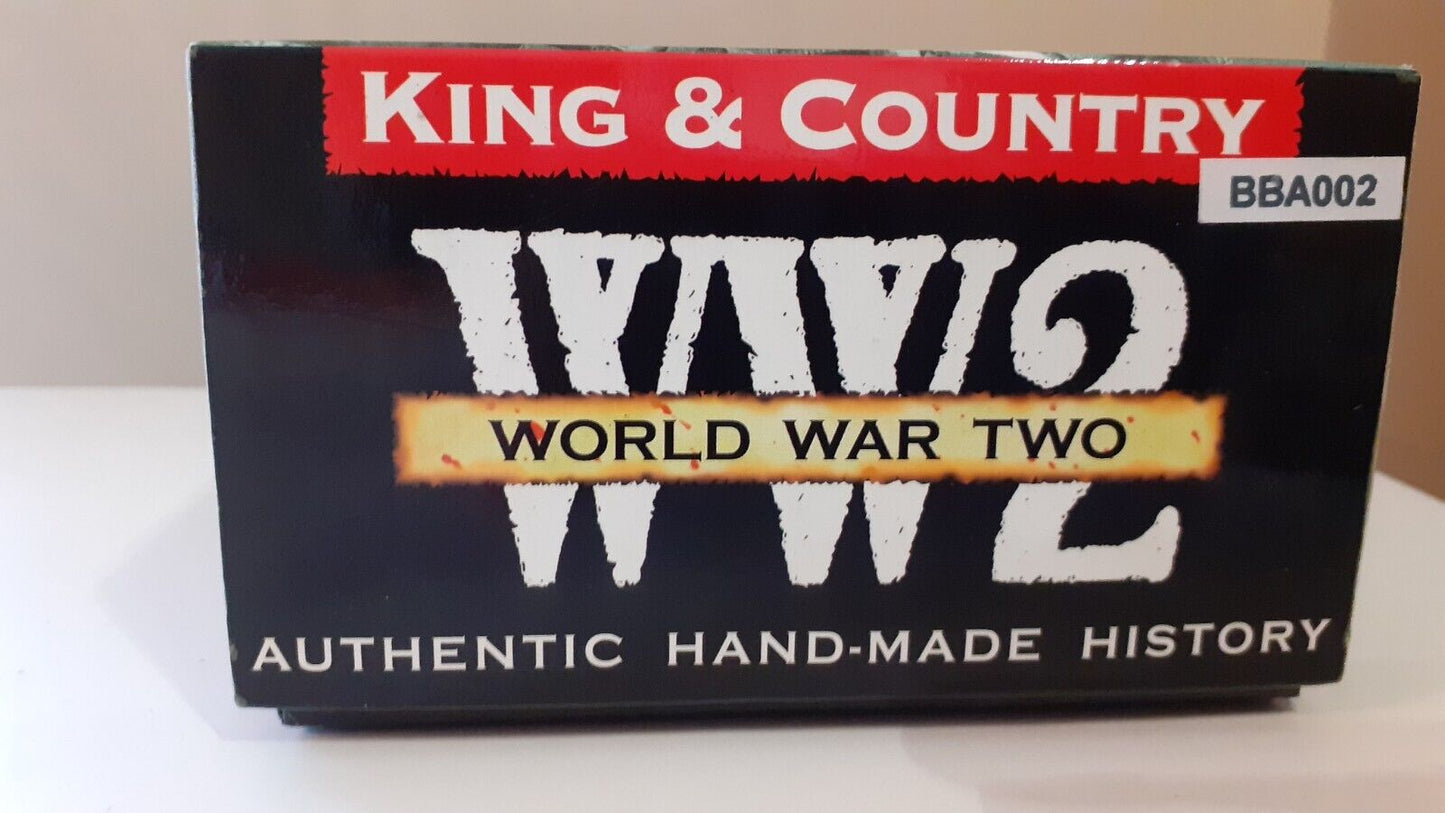 KING & COUNTRY
BBA002
WW2
WORLD WAR TWO
AUTHENTIC HAND-MADE HISTORY